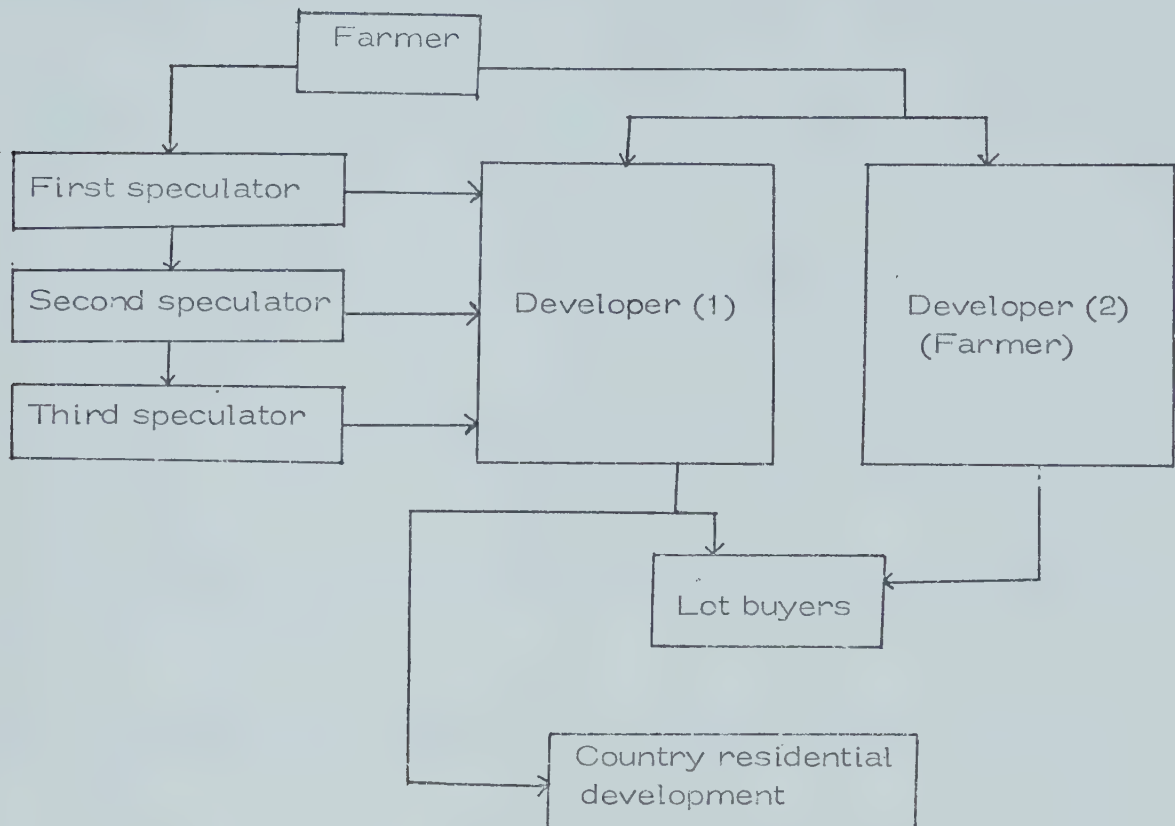 Farmer
First speculator
Second speculator
Third speculator
Developer (1)
Developer (2)
(Farmer)
Lot buyers
Country residential
development